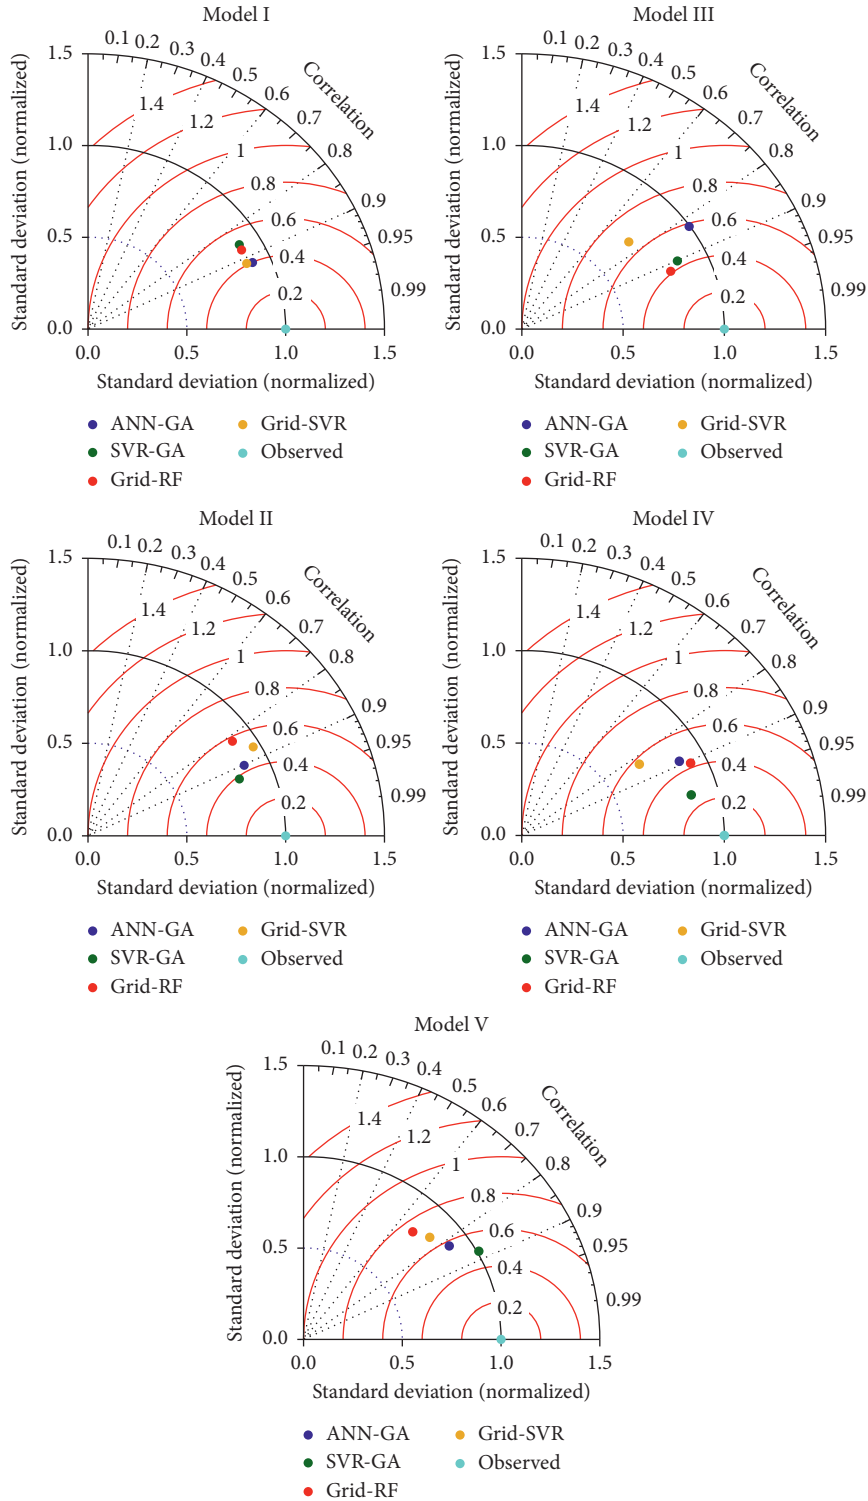 Model I
0.1 0.2 0.3 0.4 0.5 0.6 0.7 0.8 0.9 0.95 0.99
Correlation
1.4 1.2 1 0.8 0.6 0.4 0.2
Standard deviation (normalized)
1.5 1.0 0.5 0.0
0.0 0.5 1.0 1.5
Standard deviation (normalized)
ANN-GA Grid-SVR
SVR-GA Observed
Grid-RF
Model III
0.1 0.2 0.3 0.4 0.5 0.6 0.7 0.8 0.9 0.95 0.99
Correlation
1.4 1.2 1 0.8 0.6 0.4 0.2
Standard deviation (normalized)
1.5 1.0 0.5 0.0
0.0 0.5 1.0 1.5
Standard deviation (normalized)
ANN-GA Grid-SVR
SVR-GA Observed
Grid-RF
Model II
0.1 0.2 0.3 0.4 0.5 0.6 0.7 0.8 0.9 0.95 0.99
Correlation
1.4 1.2 1 0.8 0.6 0.4 0.2
Standard deviation (normalized)
1.5 1.0 0.5 0.0
0.0 0.5 1.0 1.5
Standard deviation (normalized)
ANN-GA Grid-SVR
SVR-GA Observed
Grid-RF
Model IV
0.1 0.2 0.3 0.4 0.5 0.6 0.7 0.8 0.9 0.95 0.99
Correlation
1.4 1.2 1 0.8 0.6 0.4 0.2
Standard deviation (normalized)
1.5 1.0 0.5 0.0
0.0 0.5 1.0 1.5
Standard deviation (normalized)
ANN-GA Grid-SVR
SVR-GA Observed
Grid-RF
Model V
0.1 0.2 0.3 0.4 0.5 0.6 0.7 0.8 0.9 0.95 0.99
Correlation
1.4 1.2 1 0.8 0.6 0.4 0.2
Standard deviation (normalized)
1.5 1.0 0.5 0.0
0.0 0.5 1.0 1.5
Standard deviation (normalized)
ANN-GA Grid-SVR
SVR-GA Observed
Grid-RF